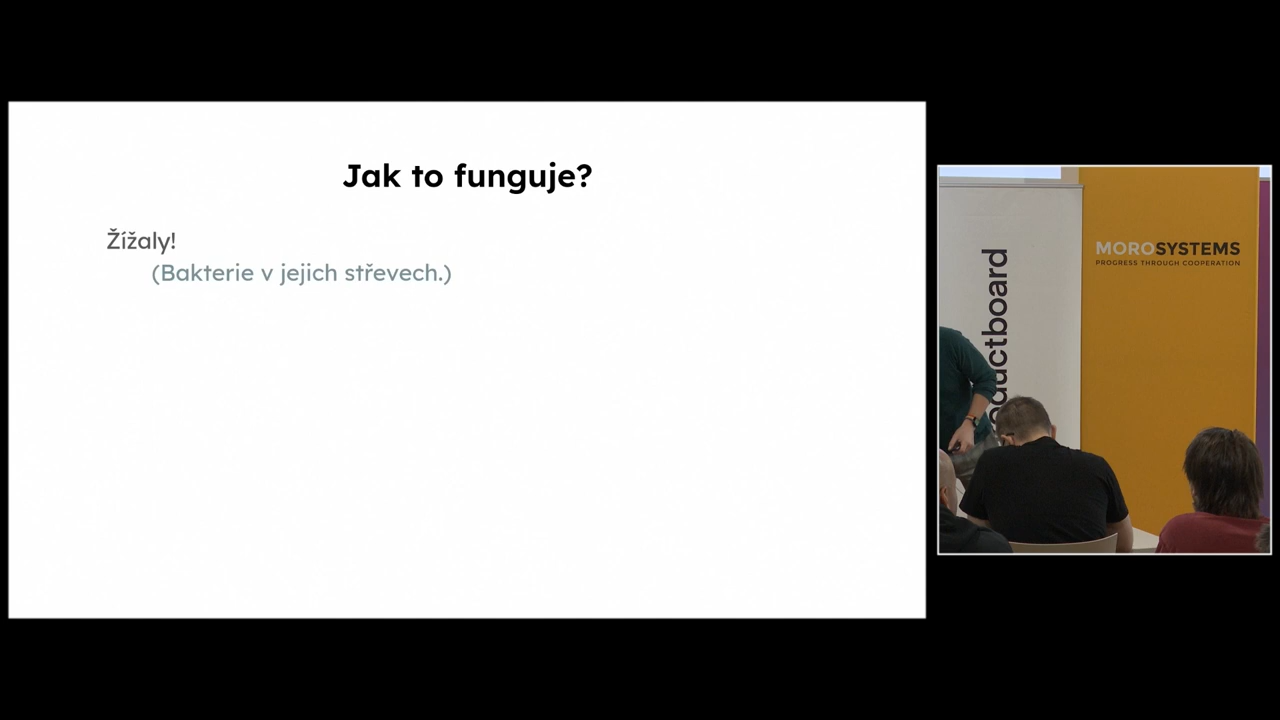 Jak to funguje?
Žížaly!
(Bakterie v jejich střevech.)
MOROSYSTEMS
PROGRESS THROUGH COOPERATION